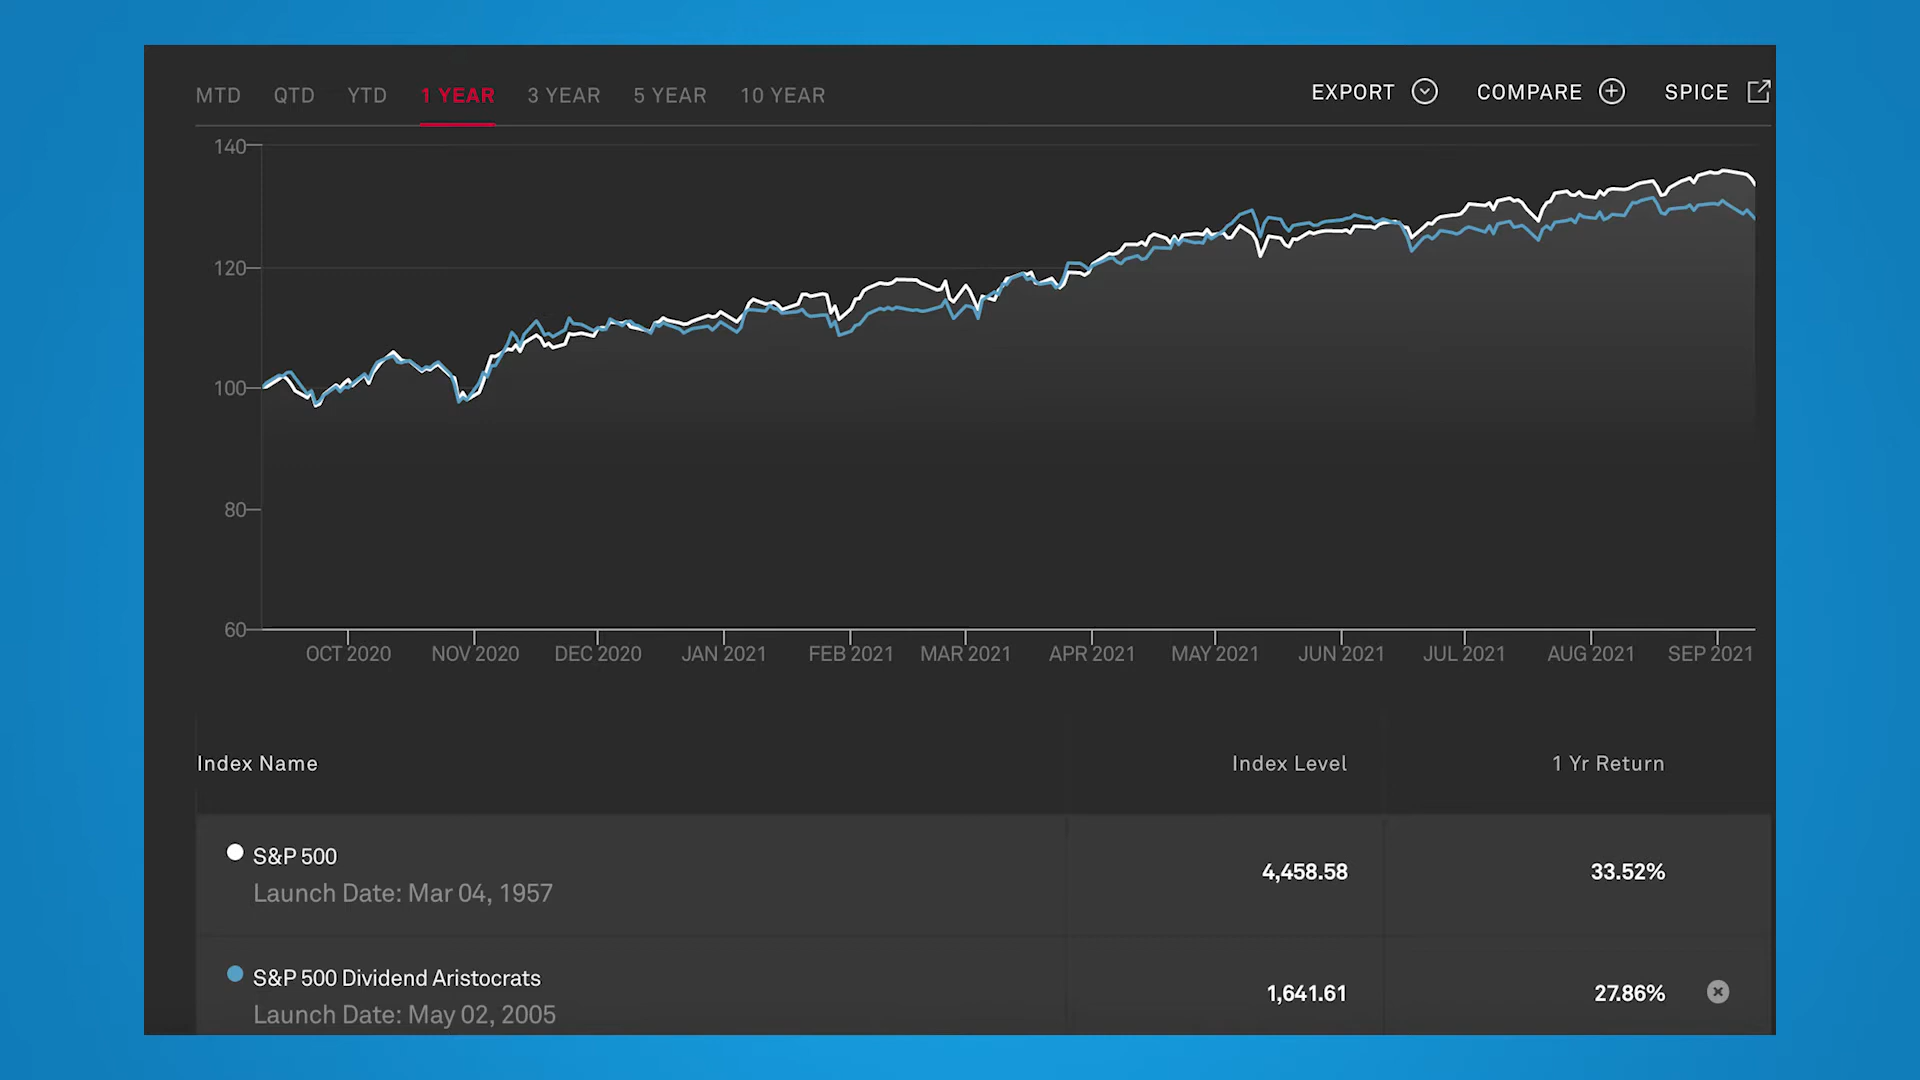 MTD QTD YTD 1 YEAR 3 YEAR 5 YEAR 10 YEAR EXPORT COMPARE SPICE
140
120
100
80
60
OCT 2020 NOV 2020 DEC 2020 JAN 2021 FEB 2021 MAR 2021 APR 2021 MAY 2021 JUN 2021 JUL 2021 AUG 2021 SEP 2021
Index Name Index Level 1 Yr Return
S&P 500 4,458.58 33.52%
Launch Date: Mar 04, 1957
S&P 500 Dividend Aristocrats 1,641.61 27.86%
Launch Date: May 02, 2005